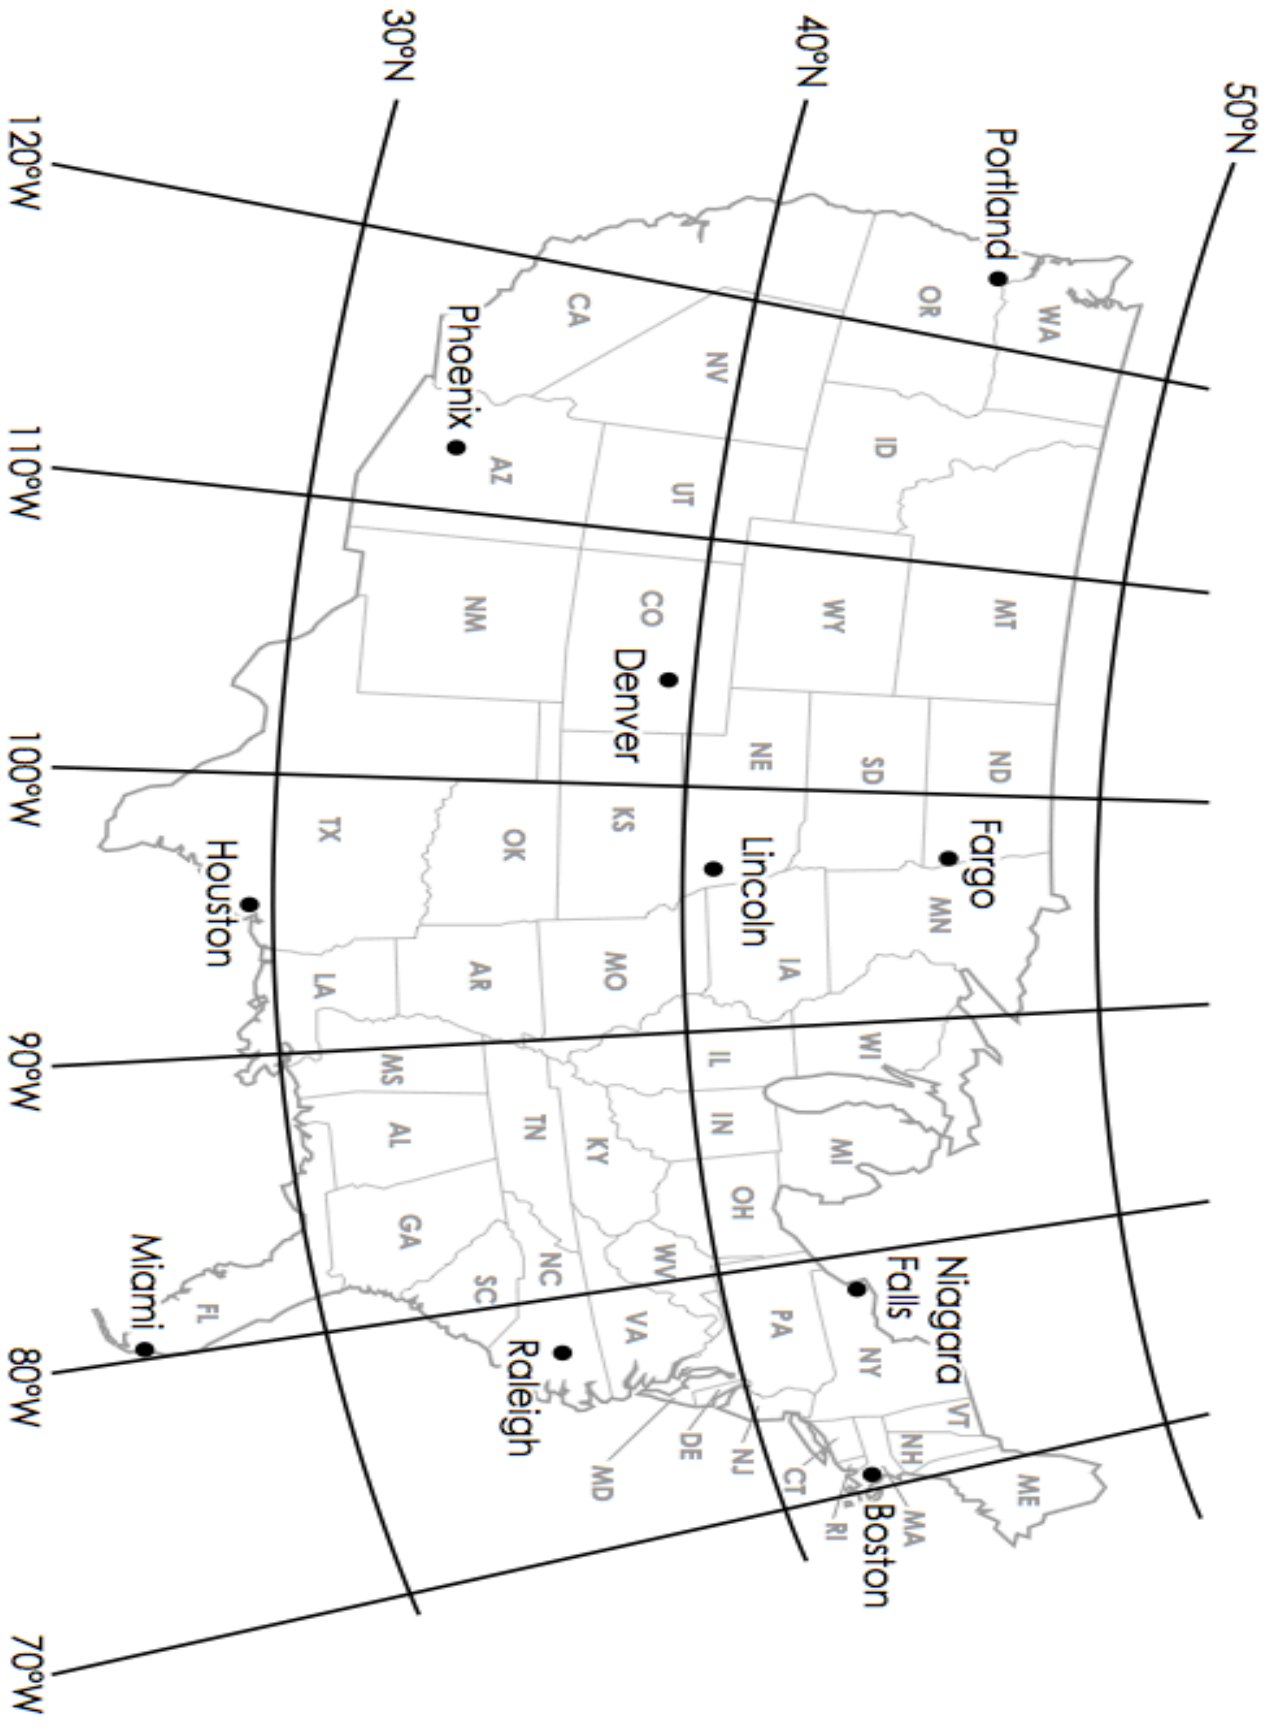 50°N
40°N
30°N
120°W
110°W
100°W
90°W
80°W
70°W
Portland
Phoenix
Denver
Fargo
Lincoln
Houston
Niagara
Falls
Miami
Raleigh
Boston
WA
OR
CA
NV
ID
MT
WY
UT
AZ
CO
NM
ND
SD
NE
KS
OK
TX
MN
IA
MO
AR
LA
WI
IL
MS
MI
IN
KY
TN
AL
OH
WV
GA
FL
SC
NC
VA
PA
NY
VT
NH
ME
MA
RI
CT
NJ
DE
MD